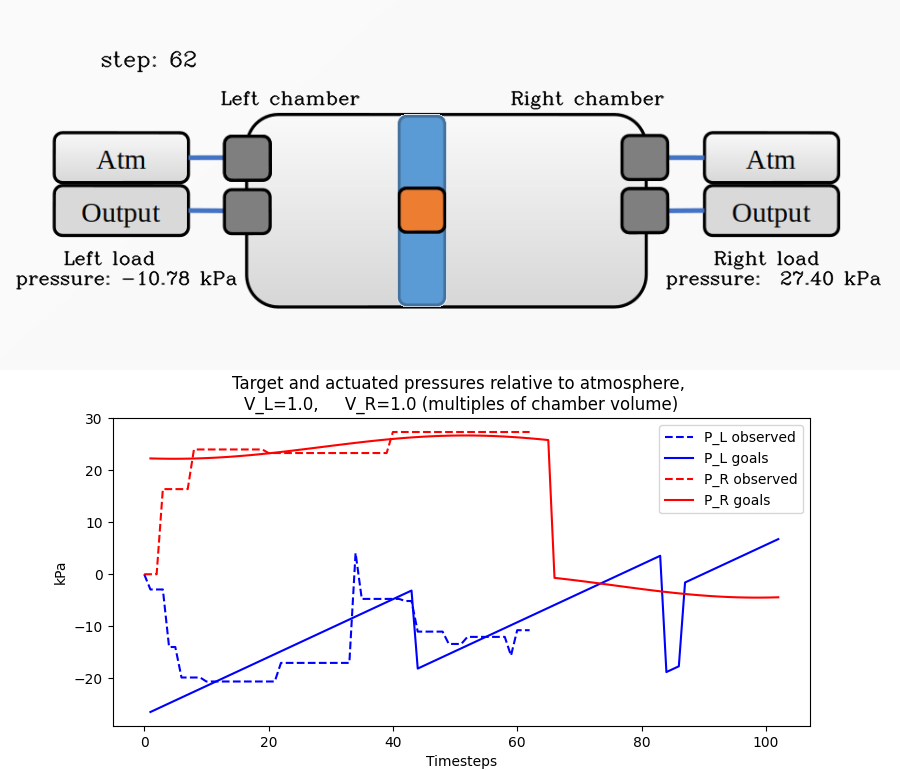 step: 62
Left chamber
Right chamber
Atm
Atm
Output
Output
Left load
pressure: −10.78 kPa
Right load
pressure: 27.40 kPa
Target and actuated pressures relative to atmosphere,
V_L=1.0, V_R=1.0 (multiples of chamber volume)
30
20
10
0
−10
−20
kPa
P_L observed
P_L goals
P_R observed
P_R goals
0 20 40 60 80 100
Timesteps